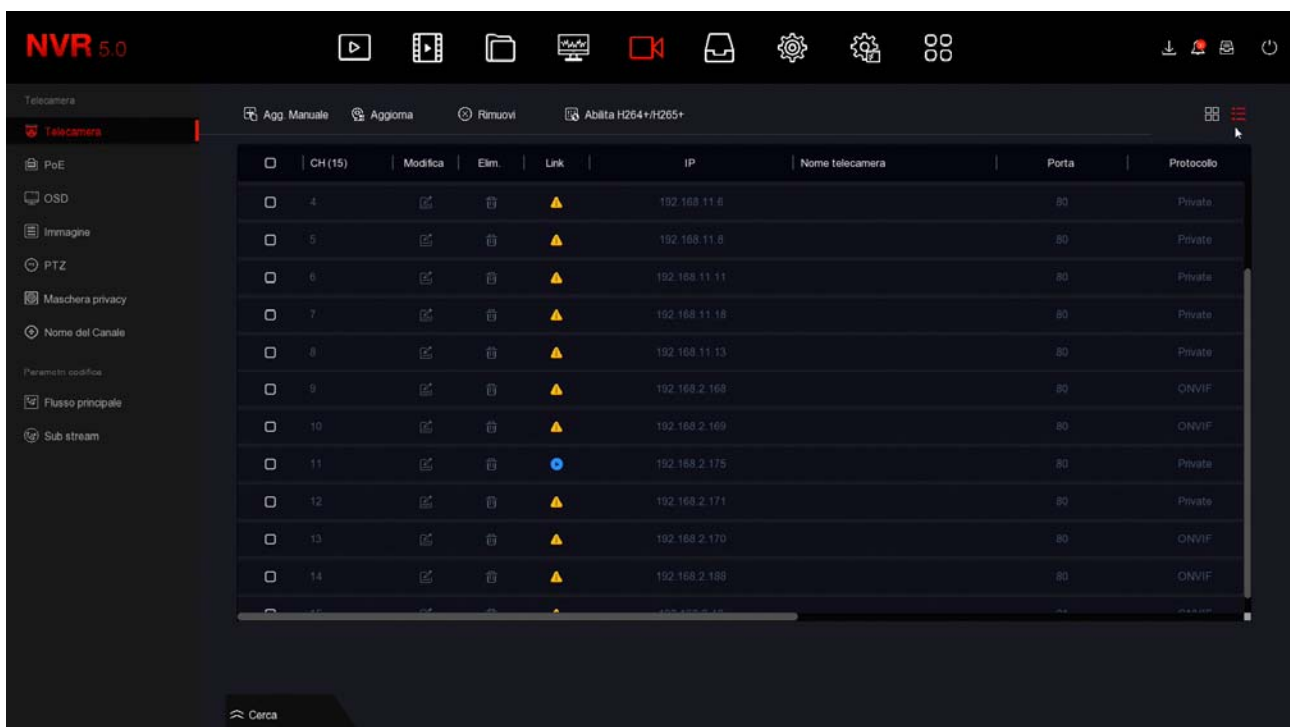 NVR 5.0
Telecamera
Agg. Manuale Aggiorna Rimuovi Abilita H264+/H265+
Telecamera
PoE
OSD
Immagine
PTZ
Maschera privacy
Nome del Canale
Parametri codifica
Flusso principale
Sub stream
CH (15) Modifica Elim. Link IP Nome telecamera Porta Protocollo
4 192.168.11.6 80 Private
5 192.168.11.8 80 Private
6 192.168.11.11 80 Private
7 192.168.11.18 80 Private
8 192.168.11.13 80 Private
9 192.168.2.168 80 ONVIF
10 192.168.2.169 80 ONVIF
11 192.168.2.175 80 Private
12 192.168.2.171 80 Private
13 192.168.2.170 80 ONVIF
14 192.168.2.188 80 ONVIF
Cerca